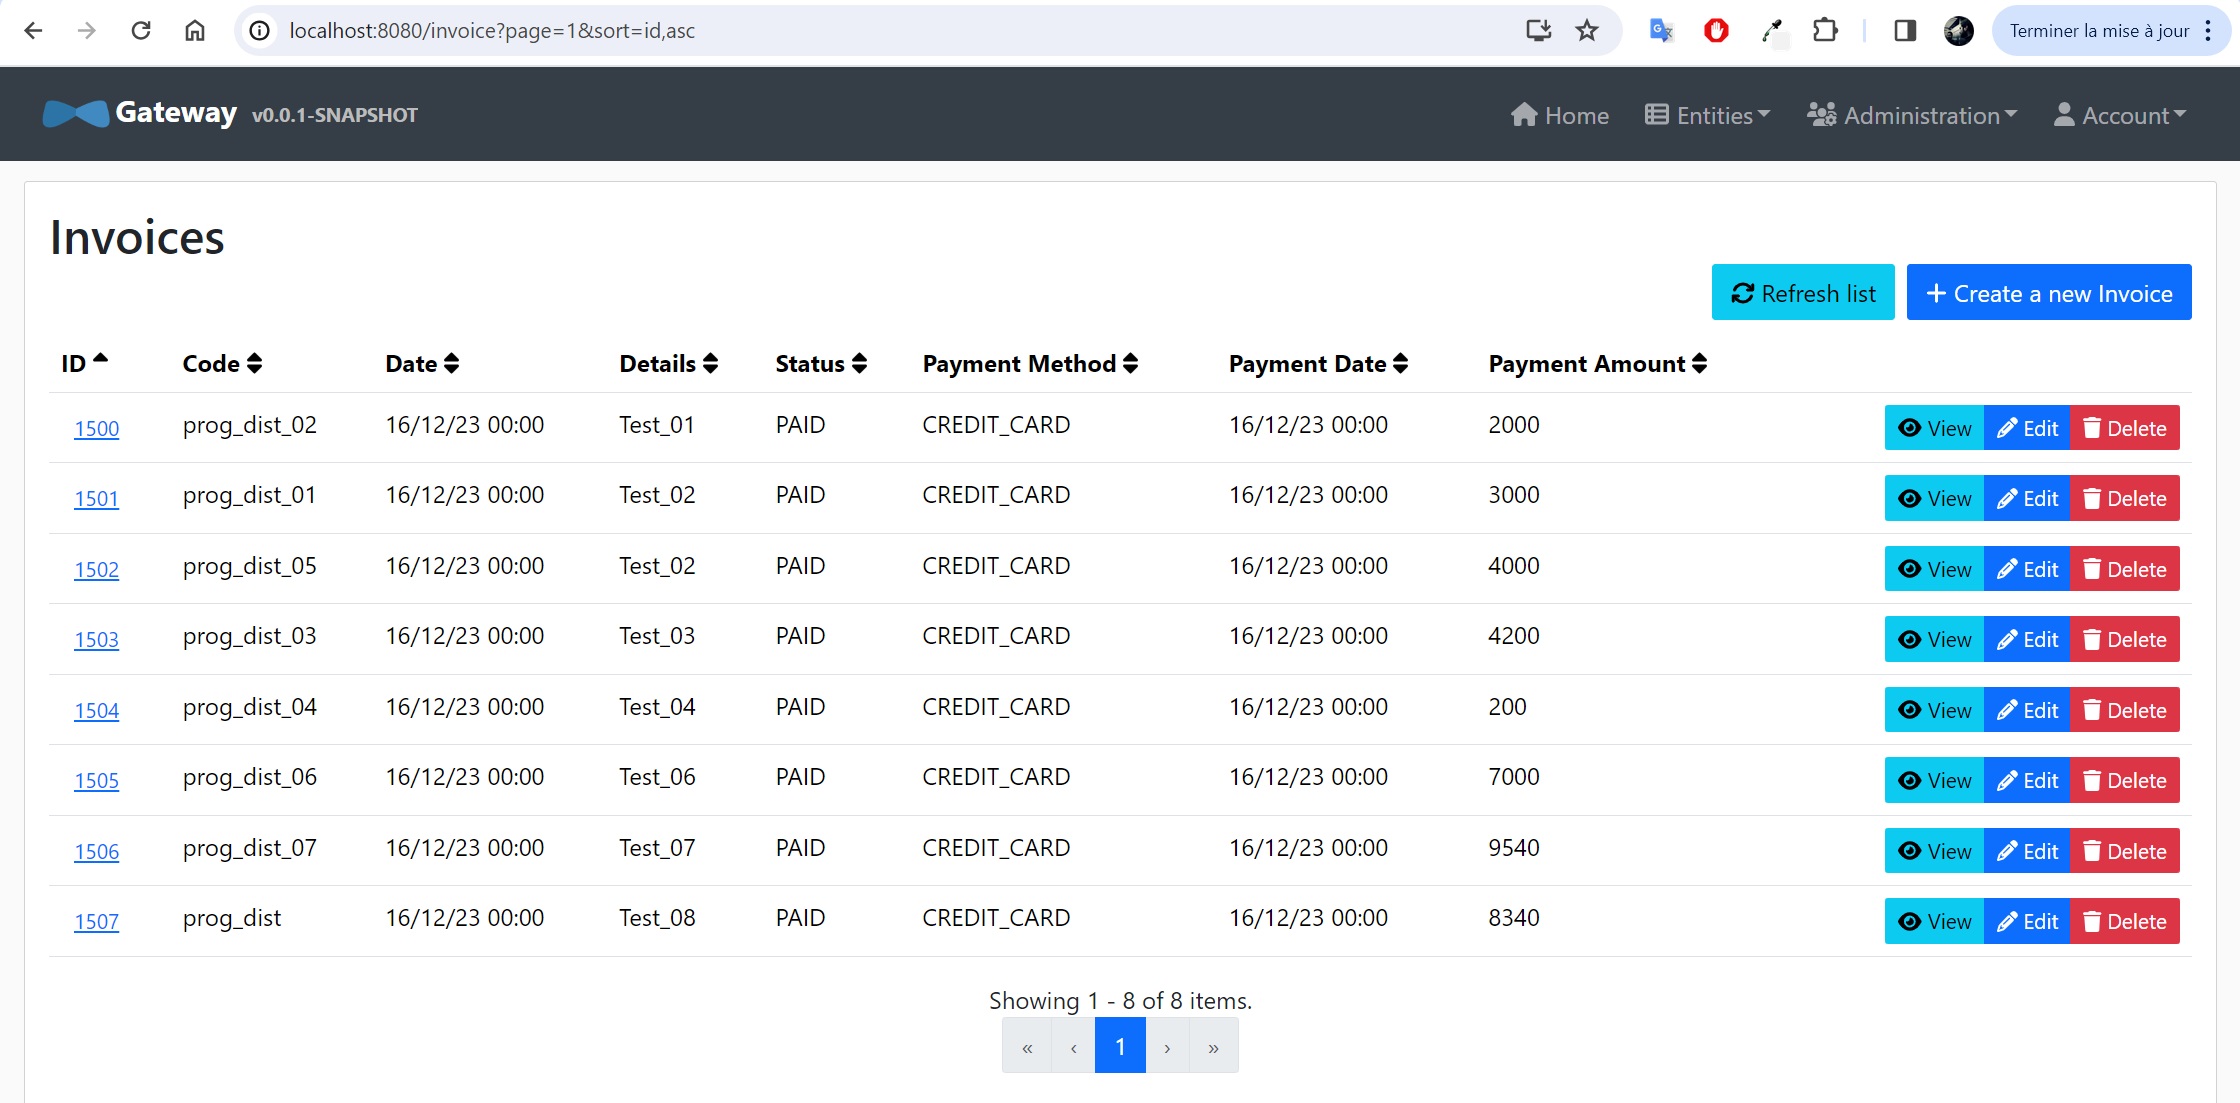 localhost:8080/invoice?page=1&sort=id,asc Terminer la mise à jour
Gateway v0.0.1-SNAPSHOT Home Entities Administration Account
Invoices
Refresh list + Create a new Invoice
ID Code Date Details Status Payment Method Payment Date Payment Amount
1500 prog_dist_02 16/12/23 00:00 Test_01 PAID CREDIT_CARD 16/12/23 00:00 2000 View Edit Delete
1501 prog_dist_01 16/12/23 00:00 Test_02 PAID CREDIT_CARD 16/12/23 00:00 3000 View Edit Delete
1502 prog_dist_05 16/12/23 00:00 Test_02 PAID CREDIT_CARD 16/12/23 00:00 4000 View Edit Delete
1503 prog_dist_03 16/12/23 00:00 Test_03 PAID CREDIT_CARD 16/12/23 00:00 4200 View Edit Delete
1504 prog_dist_04 16/12/23 00:00 Test_04 PAID CREDIT_CARD 16/12/23 00:00 200 View Edit Delete
1505 prog_dist_06 16/12/23 00:00 Test_06 PAID CREDIT_CARD 16/12/23 00:00 7000 View Edit Delete
1506 prog_dist_07 16/12/23 00:00 Test_07 PAID CREDIT_CARD 16/12/23 00:00 9540 View Edit Delete
1507 prog_dist 16/12/23 00:00 Test_08 PAID CREDIT_CARD 16/12/23 00:00 8340 View Edit Delete
Showing 1 - 8 of 8 items.
« ‹ 1 › »